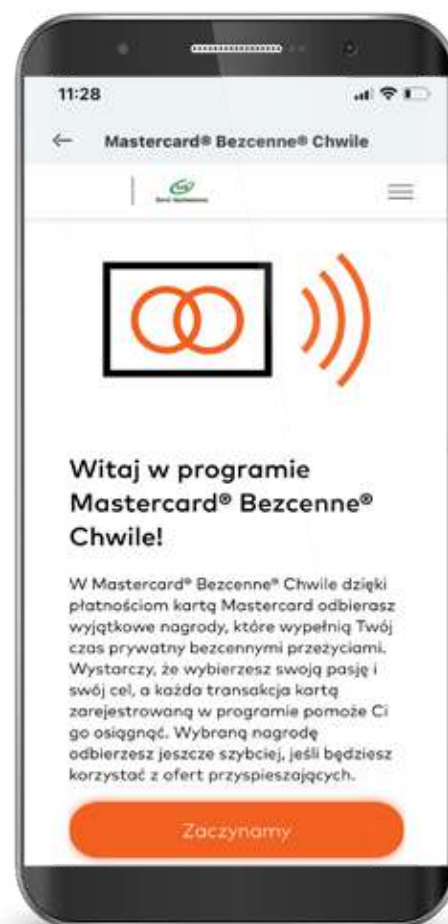 11:28
Mastercard® Bezcenne® Chwile
Witaj w programie
Mastercard® Bezcenne®
Chwile!
W Mastercard® Bezcenne® Chwile dzięki
płatnościom kartą Mastercard odbierasz
wyjątkowe nagrody, które wypełnią Twój
czas prywatny bezcennymi przeżyciami.
Wystarczy, że wybierzesz swoją pasję i
swój cel, a każda transakcja kartą
zarejestrowaną w programie pomoże Ci
go osiągnąć. Wybraną nagrodę
odbierzesz jeszcze szybciej, jeśli będziesz
korzystać z ofert przyspieszających.
Zaczynamy